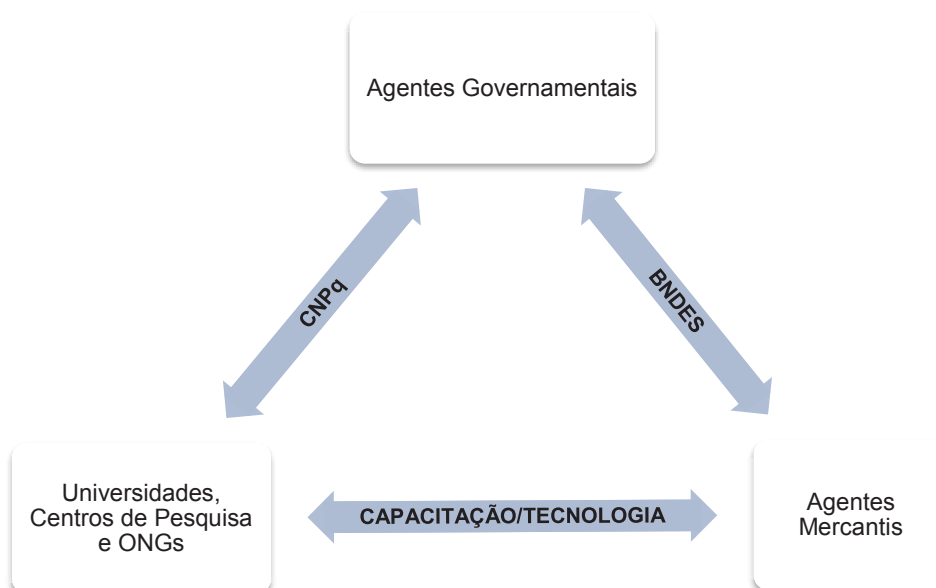 Agentes Governamentais
CNPq
BNDES
Universidades,
Centros de Pesquisa
e ONGs
CAPACITAÇÃO/TECNOLOGIA
Agentes
Mercantis